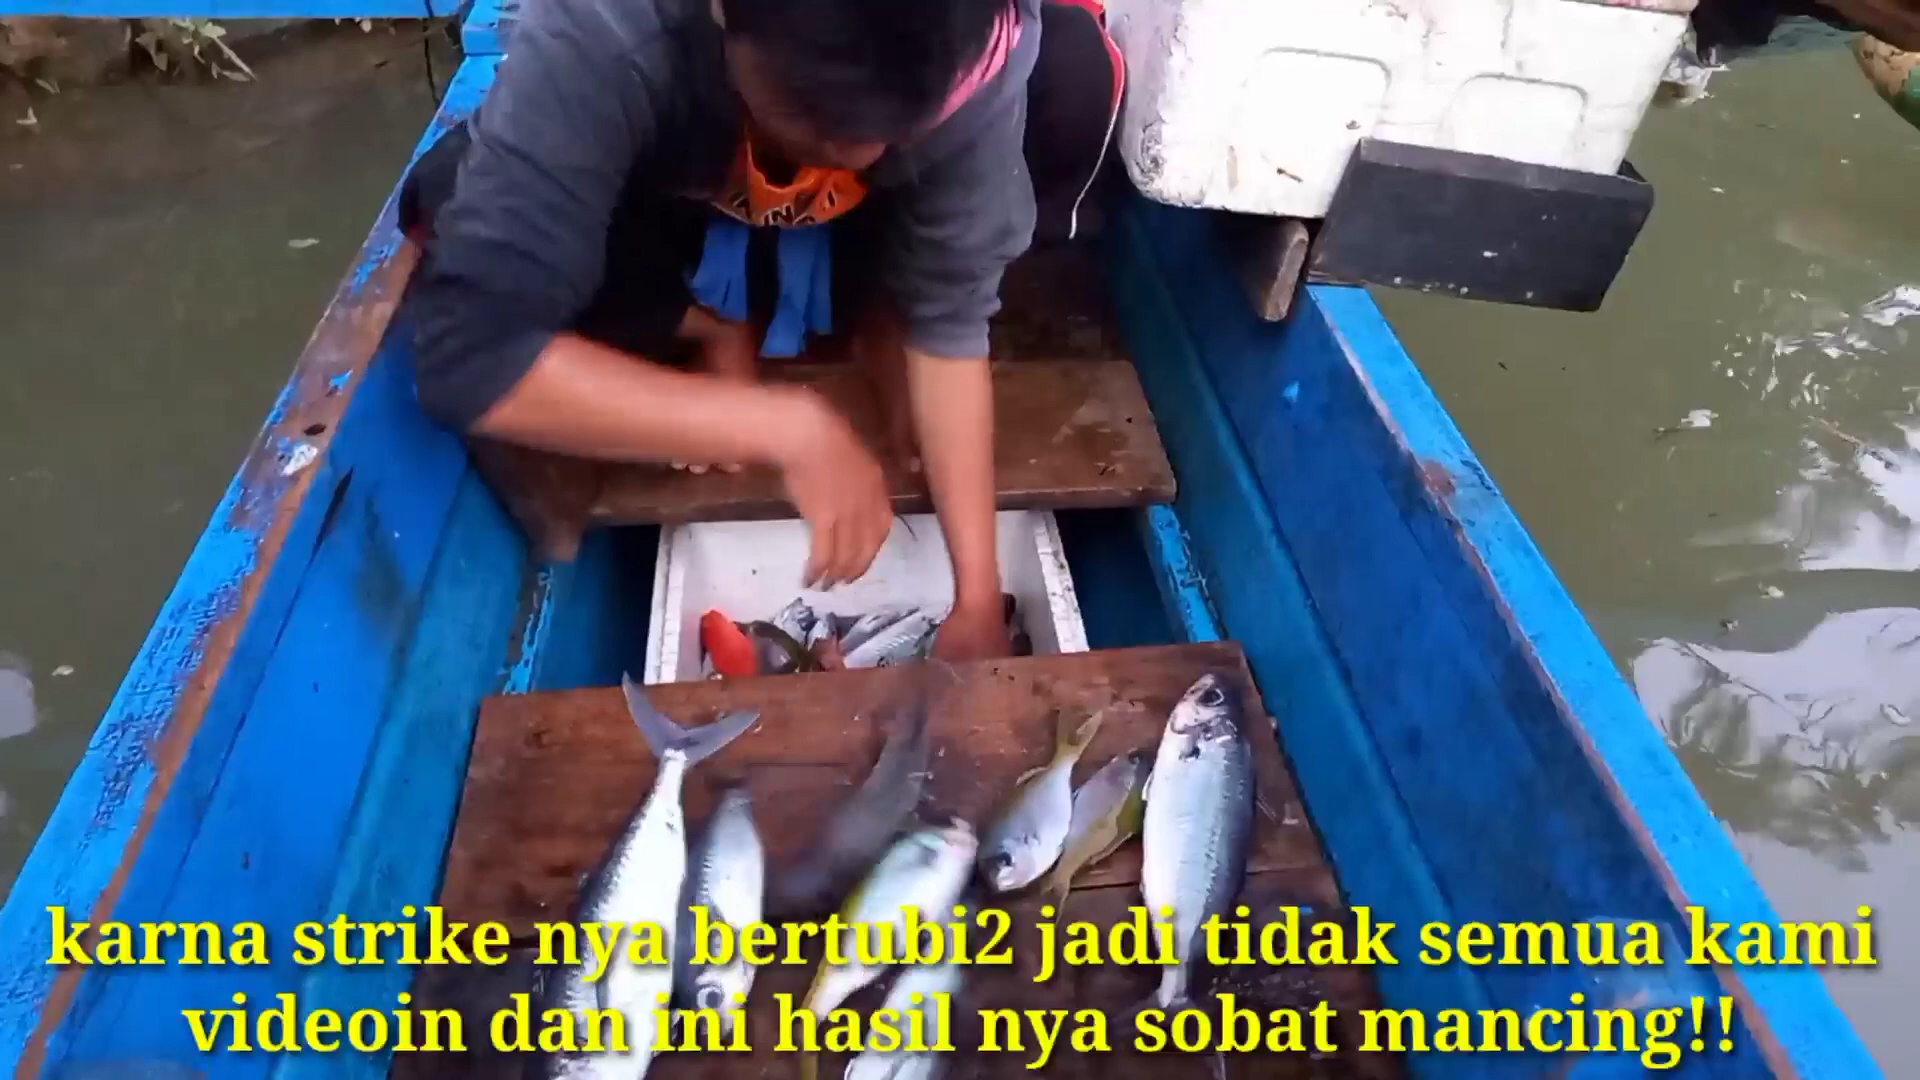 karna strike nya bertubi2 jadi tidak semua kami
videoin dan ini hasil nya sobat mancing!!